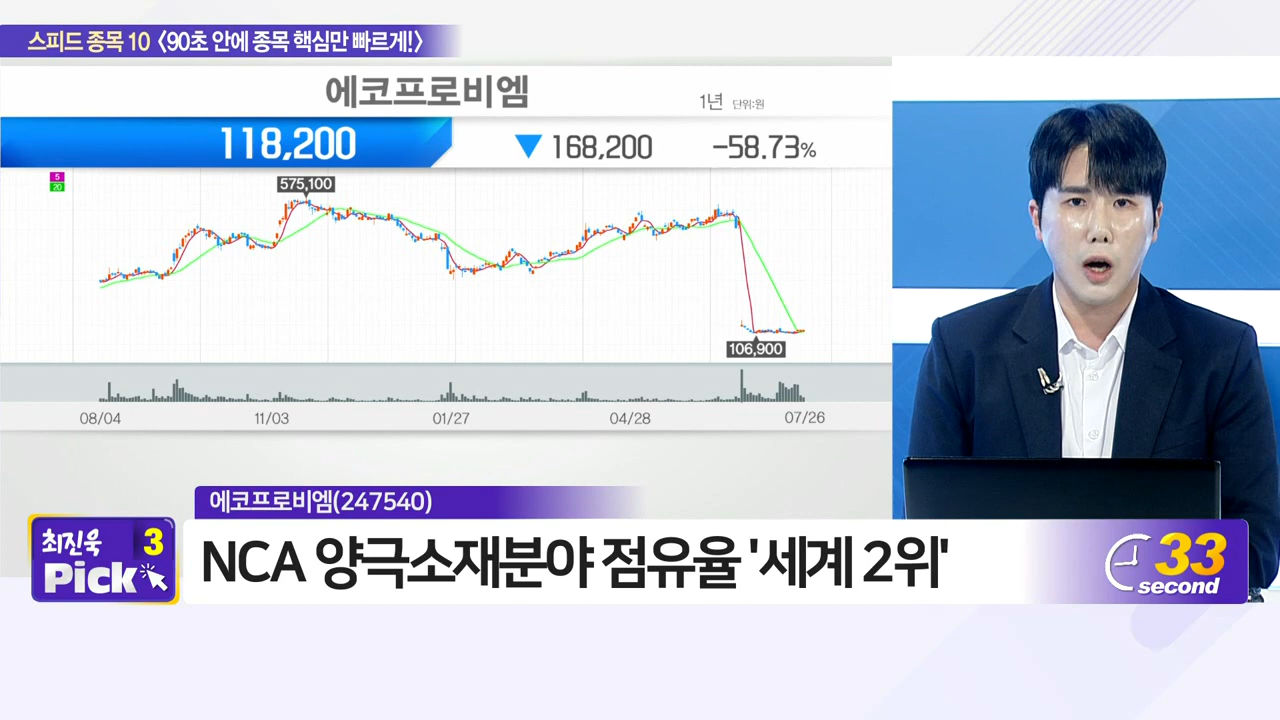 스피드 종목 10 〈90초 안에 종목 핵심만 빠르게!〉
에코프로비엠
1년 단위:원
118,200 ▼ 168,200 -58.73%
5
20
575,100
106,900
08/04 11/03 01/27 04/28 07/26
에코프로비엠(247540)
최진욱 3
Pick
NCA 양극소재분야 점유율 '세계 2위'
33
second